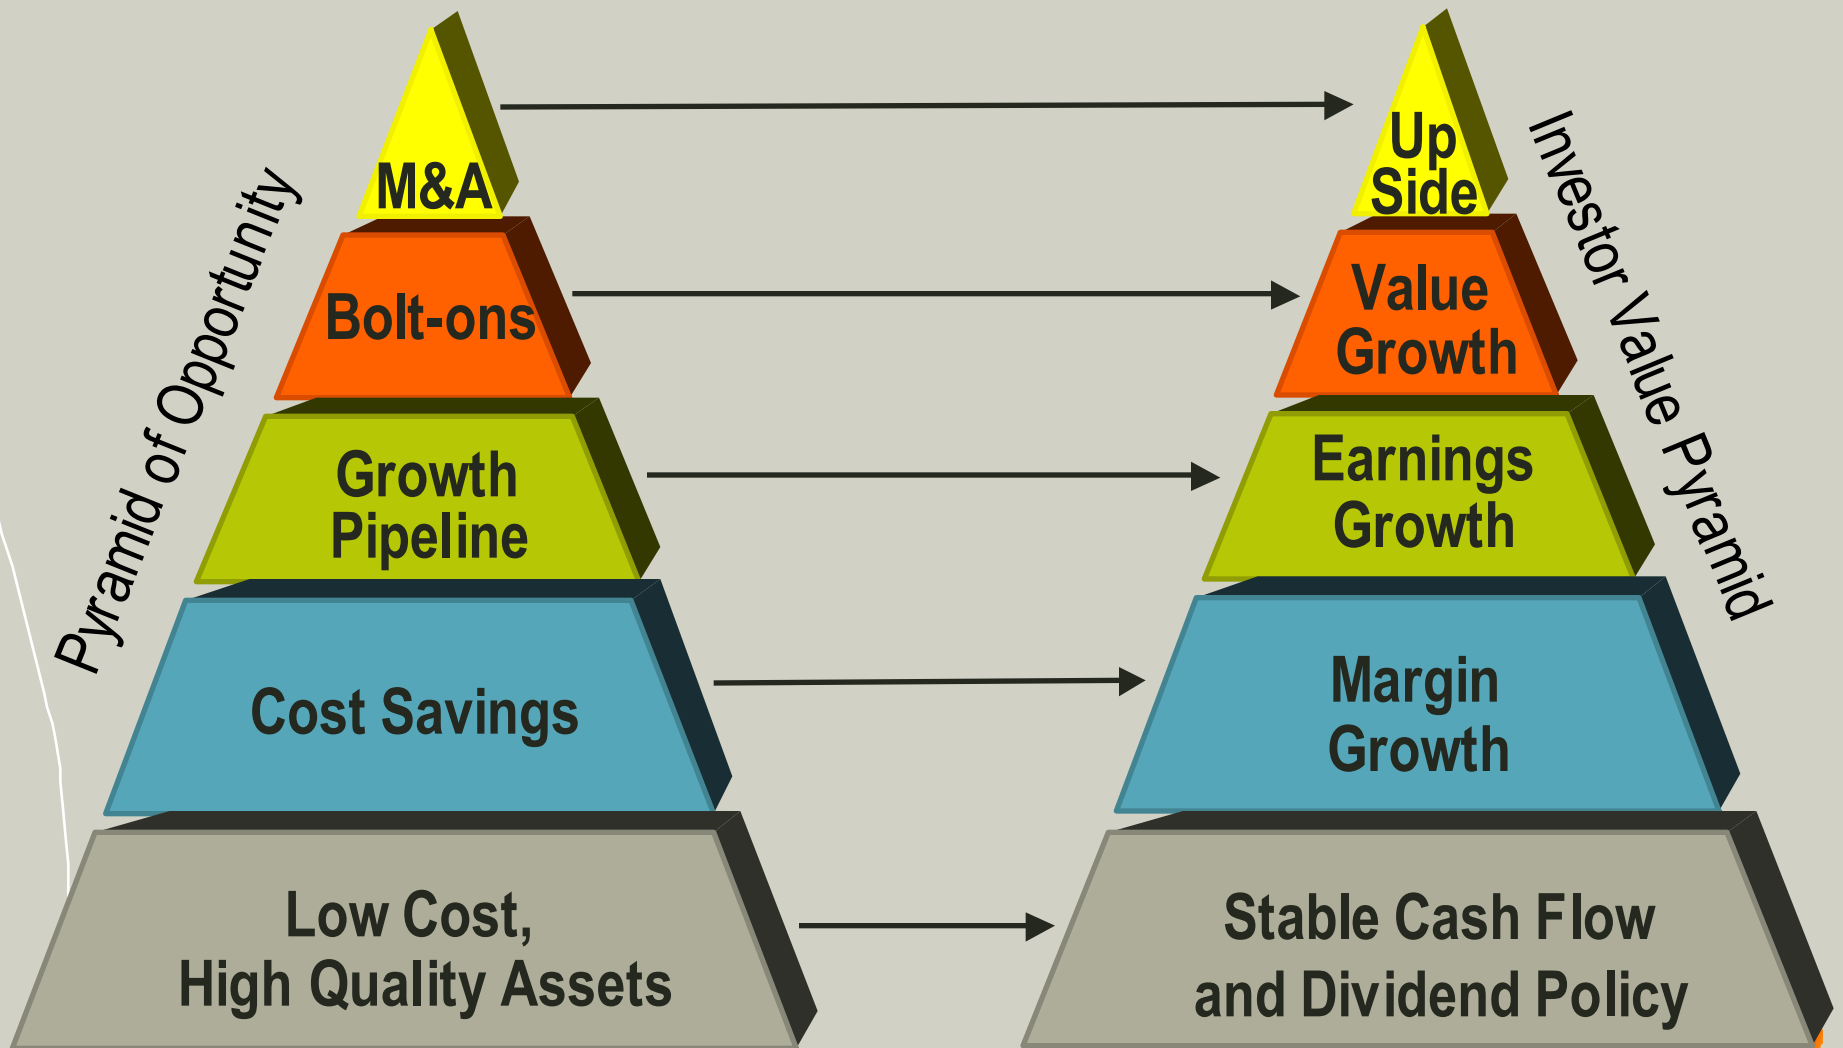 Pyramid of Opportunity
M&A
Bolt-ons
Growth
Pipeline
Cost Savings
Low Cost,
High Quality Assets
Investor Value Pyramid
Up
Side
Value
Growth
Earnings
Growth
Margin
Growth
Stable Cash Flow
and Dividend Policy